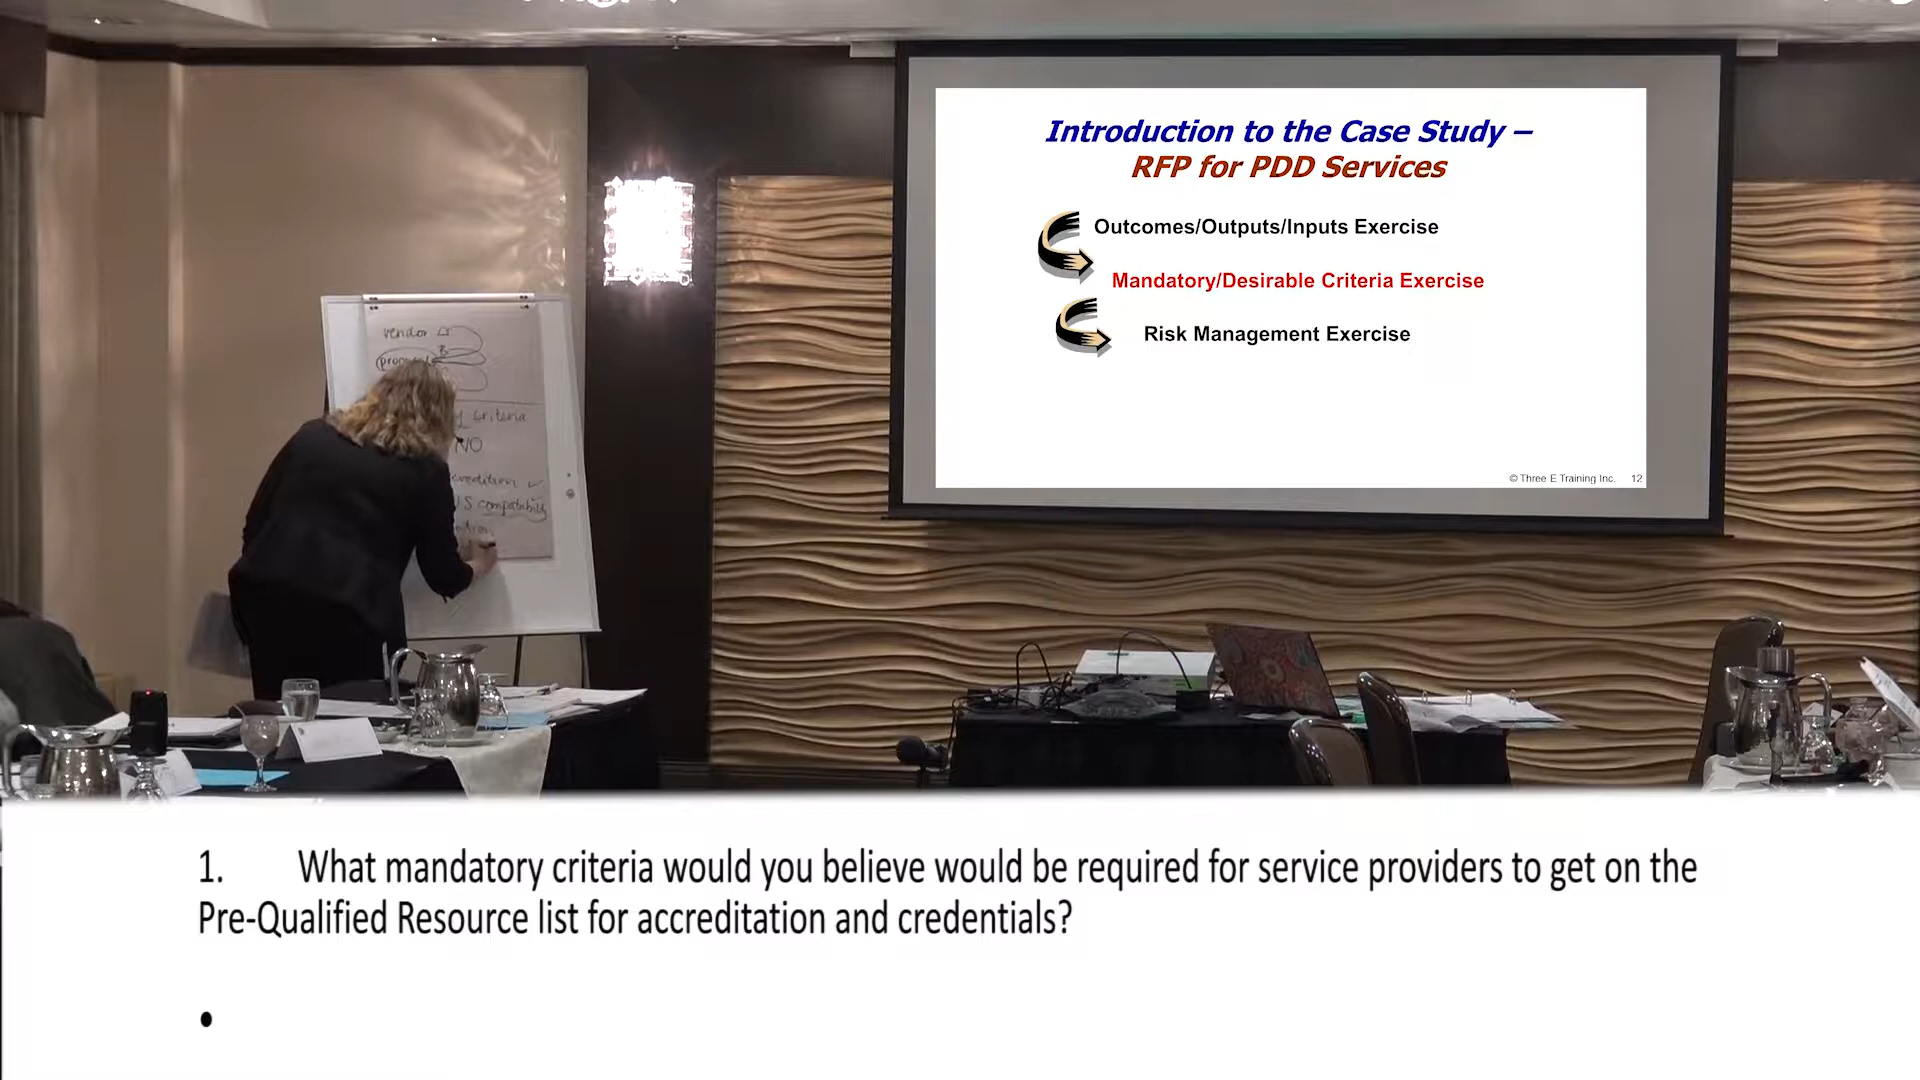 Introduction to the Case Study –
RFP for PDD Services
Outcomes/Outputs/Inputs Exercise
Mandatory/Desirable Criteria Exercise
Risk Management Exercise
© Three E Training Inc. 12
vendor
criteria
NO
S compatability
1. What mandatory criteria would you believe would be required for service providers to get on the
Pre-Qualified Resource list for accreditation and credentials?
•